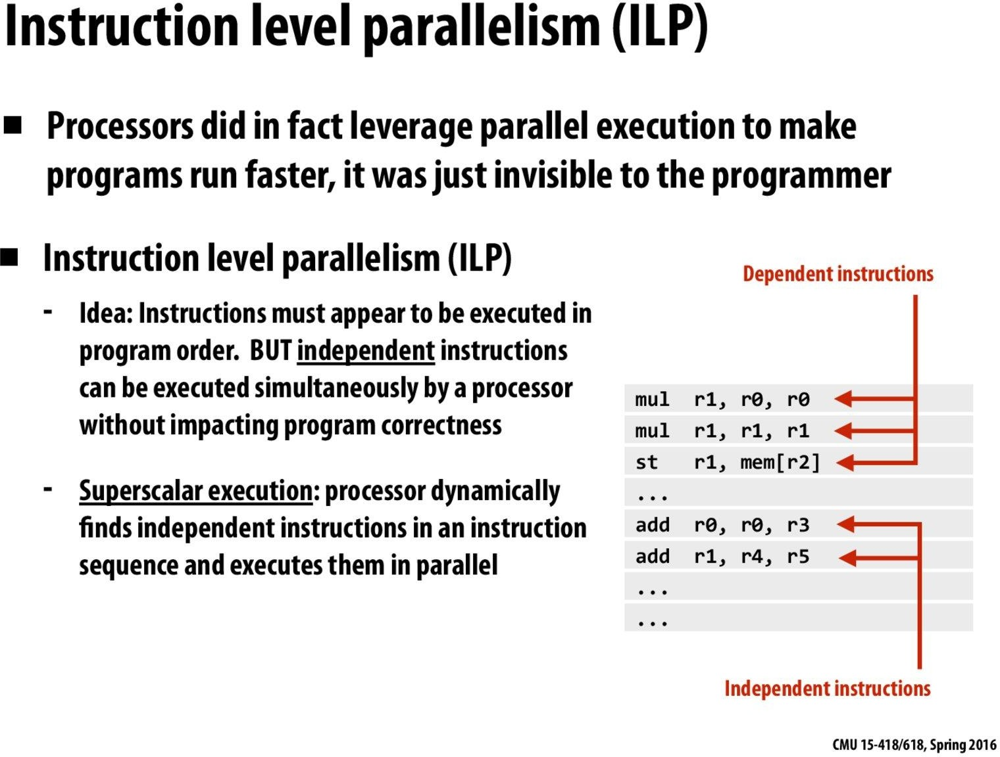 Instruction level parallelism (ILP)
■ Processors did in fact leverage parallel execution to make
programs run faster, it was just invisible to the programmer
■ Instruction level parallelism (ILP)
- Idea: Instructions must appear to be executed in
program order. BUT independent instructions
can be executed simultaneously by a processor
without impacting program correctness
- Superscalar execution: processor dynamically
finds independent instructions in an instruction
sequence and executes them in parallel
Dependent instructions
mul r1, r0, r0
mul r1, r1, r1
st r1, mem[r2]
...
add r0, r0, r3
add r1, r4, r5
...
...
Independent instructions
CMU 15-418/618, Spring 2016